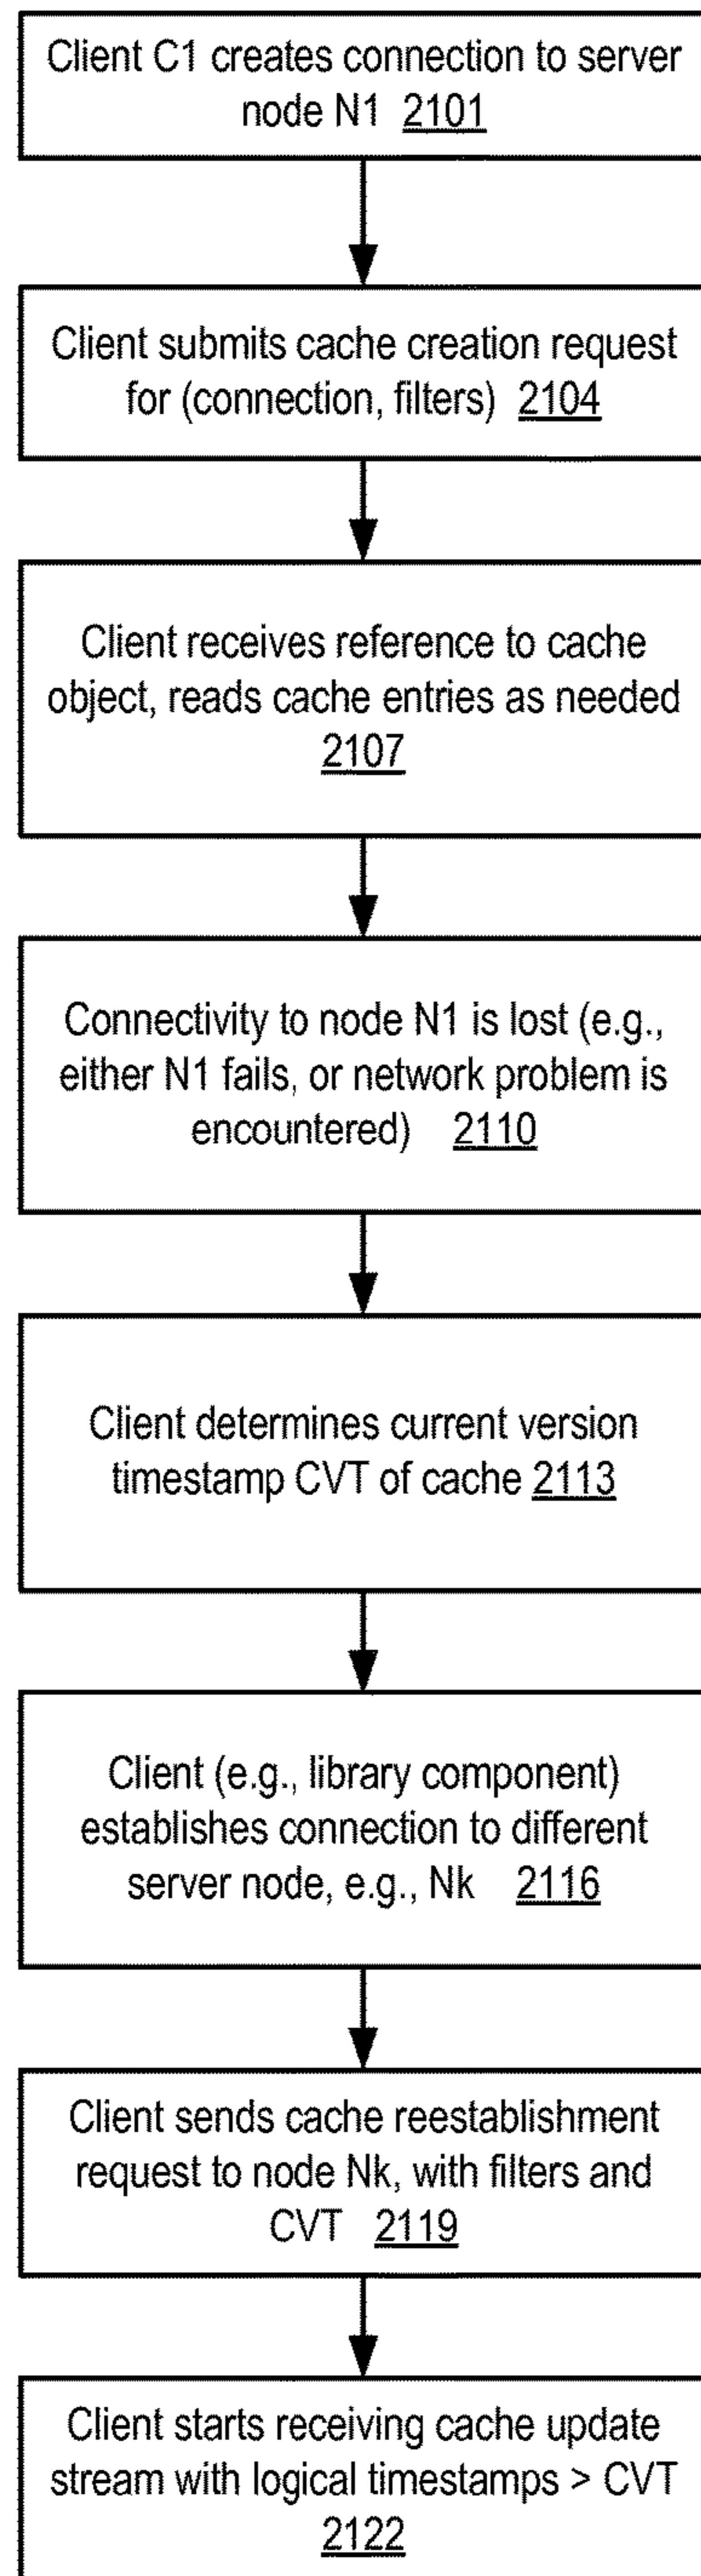 Client C1 creates connection to server
node N1 2101
Client submits cache creation request
for (connection, filters) 2104
Client receives reference to cache
object, reads cache entries as needed
2107
Connectivity to node N1 is lost (e.g.,
either N1 fails, or network problem is
encountered) 2110
Client determines current version
timestamp CVT of cache 2113
Client (e.g., library component)
establishes connection to different
server node, e.g., Nk 2116
Client sends cache reestablishment
request to node Nk, with filters and
CVT 2119
Client starts receiving cache update
stream with logical timestamps > CVT
2122